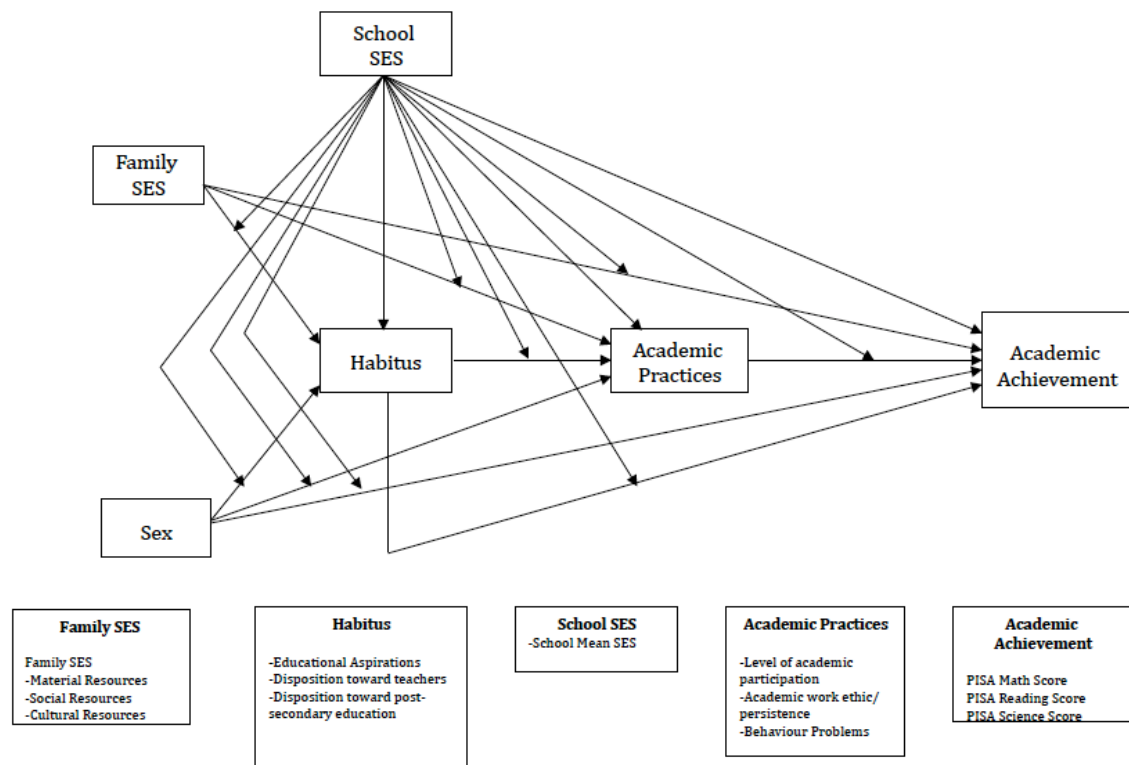 School
SES
Family
SES
Habitus
Academic
Practices
Academic
Achievement
Sex
Family SES
Family SES
-Material Resources
-Social Resources
-Cultural Resources
Habitus
-Educational Aspirations
-Disposition toward teachers
-Disposition toward post-
secondary education
School SES
-School Mean SES
Academic Practices
-Level of academic
participation
-Academic work ethic/
persistence
-Behaviour Problems
Academic
Achievement
PISA Math Score
PISA Reading Score
PISA Science Score